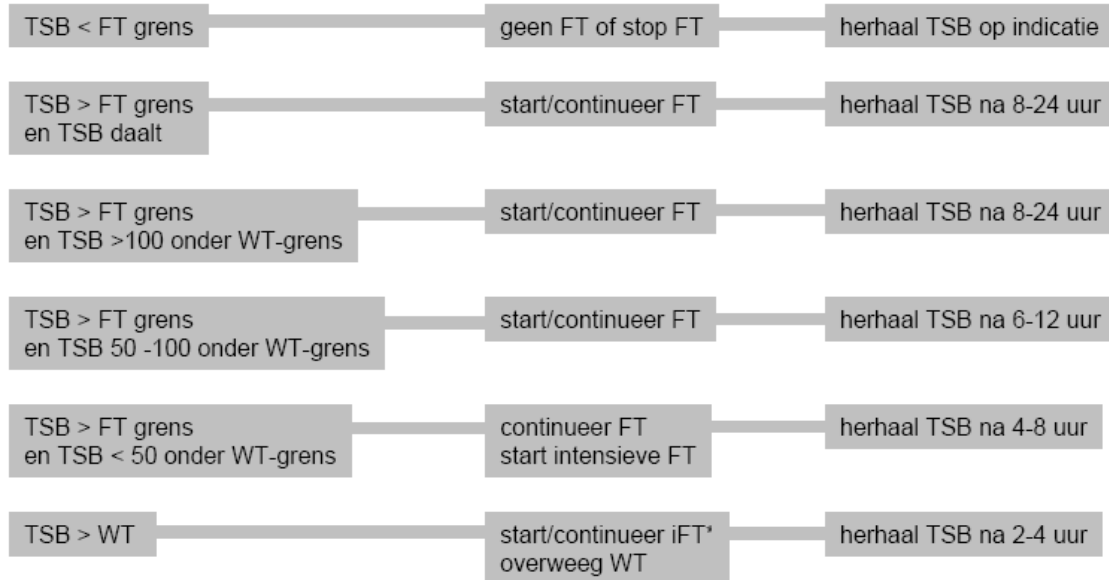 TSB < FT grens
geen FT of stop FT
herhaal TSB op indicatie
TSB > FT grens
en TSB daalt
start/continueer FT
herhaal TSB na 8-24 uur
TSB > FT grens
en TSB >100 onder WT-grens
start/continueer FT
herhaal TSB na 8-24 uur
TSB > FT grens
en TSB 50 -100 onder WT-grens
start/continueer FT
herhaal TSB na 6-12 uur
TSB > FT grens
en TSB < 50 onder WT-grens
continueer FT
start intensieve FT
herhaal TSB na 4-8 uur
TSB > WT
start/continueer iFT*
overweeg WT
herhaal TSB na 2-4 uur